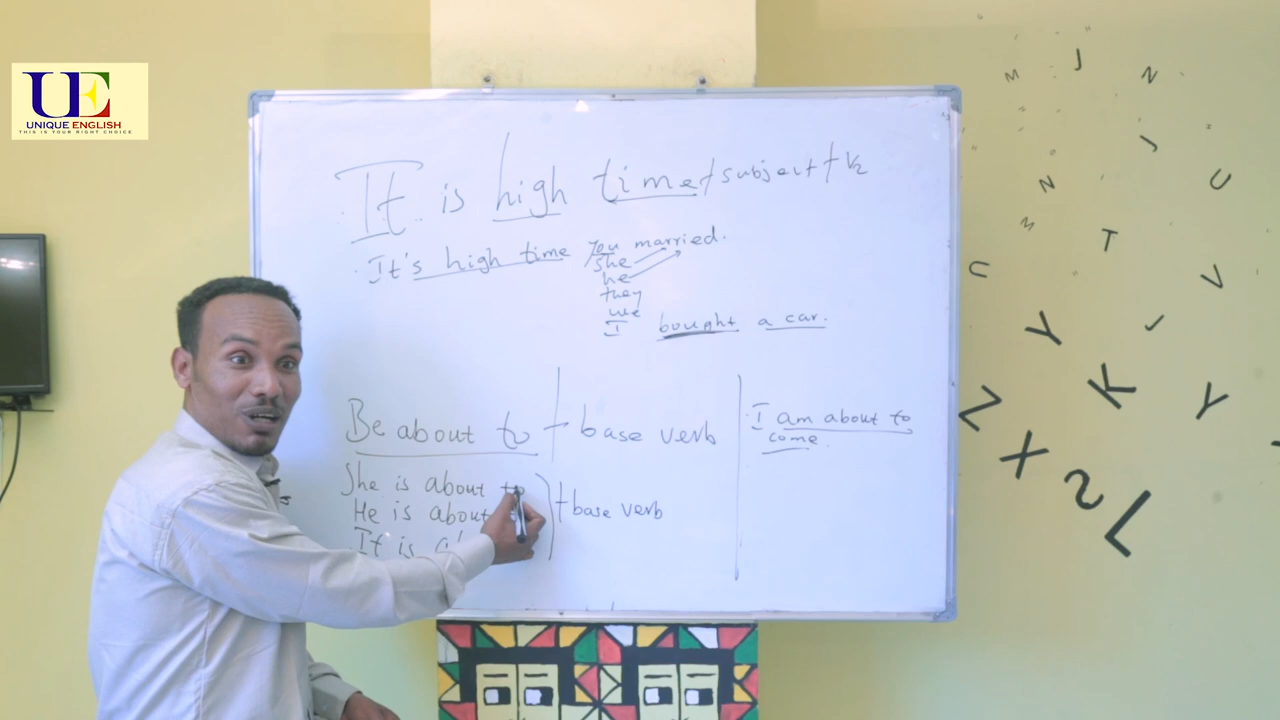 UE
UNIQUE ENGLISH
THIS IS YOUR RIGHT CHOICE
It is high time + subject + V2
It's high time you married.
she
he
they
we
I bought a car.
Be about to + base verb
She is about to
He is about
It is
+ base verb
I am about to
come.
M J N
J
N U
M
T
C V
Y
K
Z Y
X
L